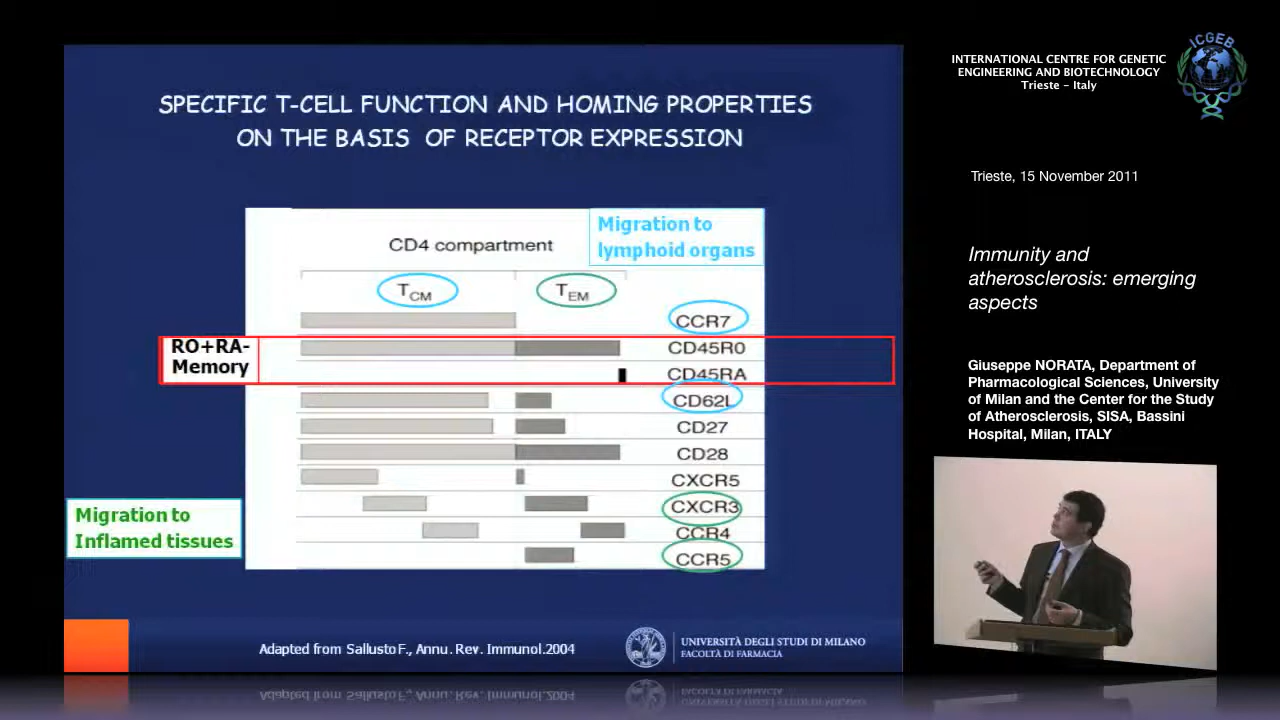 SPECIFIC T-CELL FUNCTION AND HOMING PROPERTIES
ON THE BASIS OF RECEPTOR EXPRESSION
Migration to
lymphoid organs
CD4 compartment
TCM
TEM
CCR7
RO+RA-
Memory
CD45R0
CD45RA
CD62L
CD27
CD28
CXCR5
CXCR3
CCR4
CCR5
Migration to
Inflamed tissues
Adapted from Sallusto F., Annu. Rev. Immunol.2004
UNIVERSITÀ DEGLI STUDI DI MILANO
FACOLTÀ DI FARMACIA
INTERNATIONAL CENTRE FOR GENETIC
ENGINEERING AND BIOTECHNOLOGY
Trieste - Italy
ICGEB
Trieste, 15 November 2011
Immunity and
atherosclerosis: emerging
aspects
Giuseppe NORATA, Department of
Pharmacological Sciences, University
of Milan and the Center for the Study
of Atherosclerosis, SISA, Bassini
Hospital, Milan, ITALY